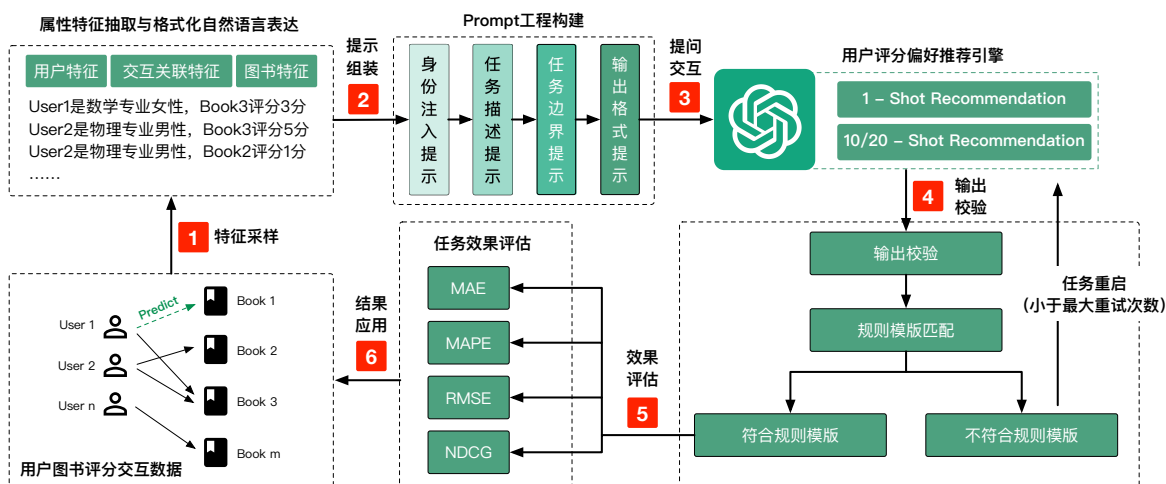 属性特征抽取与格式化自然语言表达
用户特征
交互关联特征
图书特征
User1是数学专业女性，Book3评分3分
User2是物理专业男性，Book3评分5分
User2是物理专业男性，Book2评分1分
……
提示
组装
2
Prompt工程构建
身份注入提示
任务描述提示
任务边界提示
输出格式提示
提问
交互
3
用户评分偏好推荐引擎
1 – Shot Recommendation
10/20 – Shot Recommendation
4
输出
校验
输出校验
规则模版匹配
符合规则模版
不符合规则模版
任务重启
（小于最大重试次数）
效果
评估
5
任务效果评估
MAE
MAPE
RMSE
NDCG
结果
应用
6
1
特征采样
Predict
User 1
User 2
User n
Book 1
Book 2
Book 3
Book m
用户图书评分交互数据